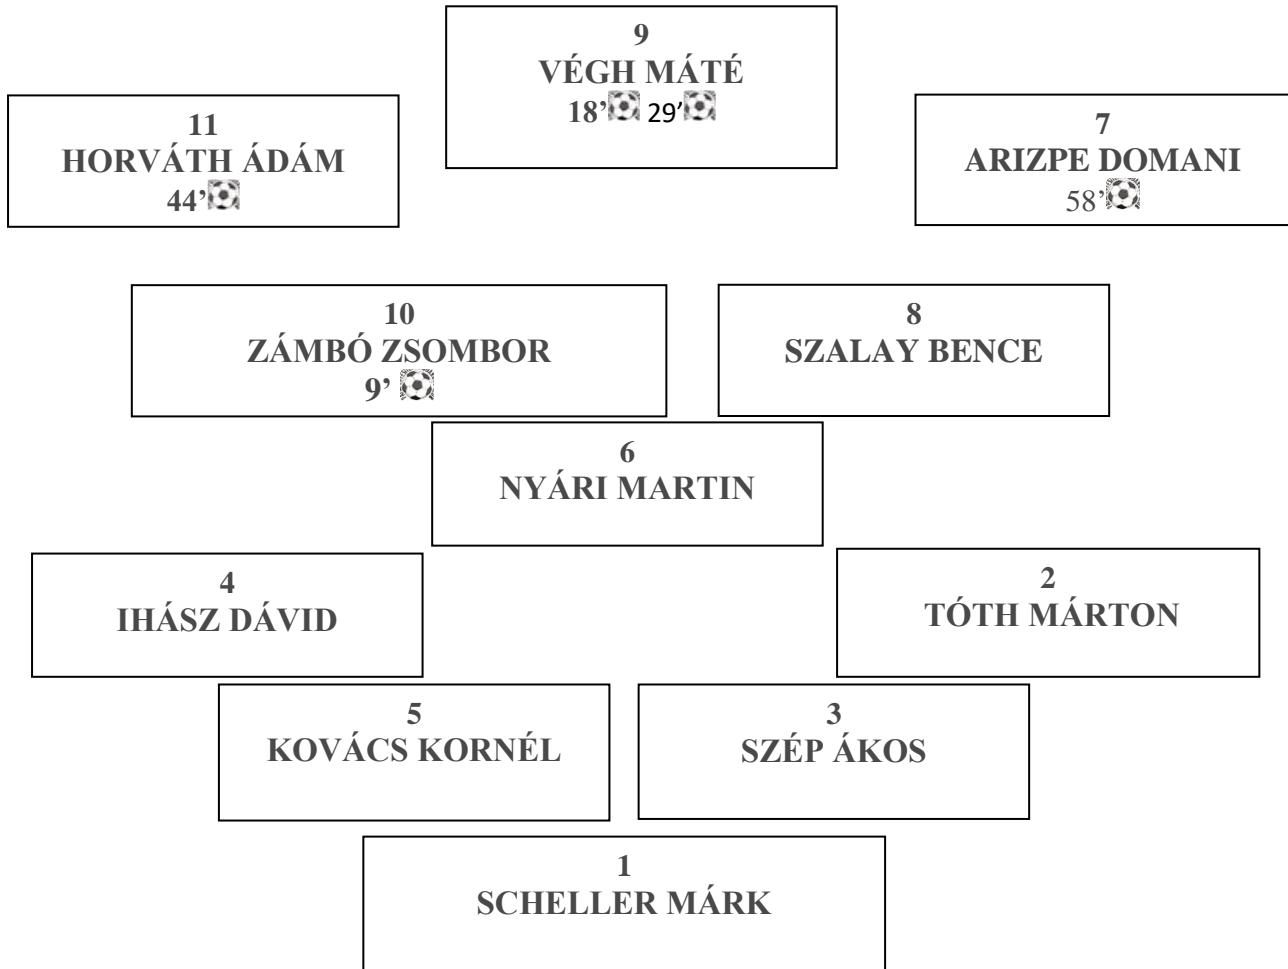 9
VÉGH MÁTÉ
18’ 29’
11
HORVÁTH ÁDÁM
44’
7
ARIZPE DOMANI
58’
10
ZÁMBÓ ZSOMBOR
9’
8
SZALAY BENCE
6
NYÁRI MARTIN
4
IHÁSZ DÁVID
2
TÓTH MÁRTON
5
KOVÁCS KORNÉL
3
SZÉP ÁKOS
1
SCHELLER MÁRK